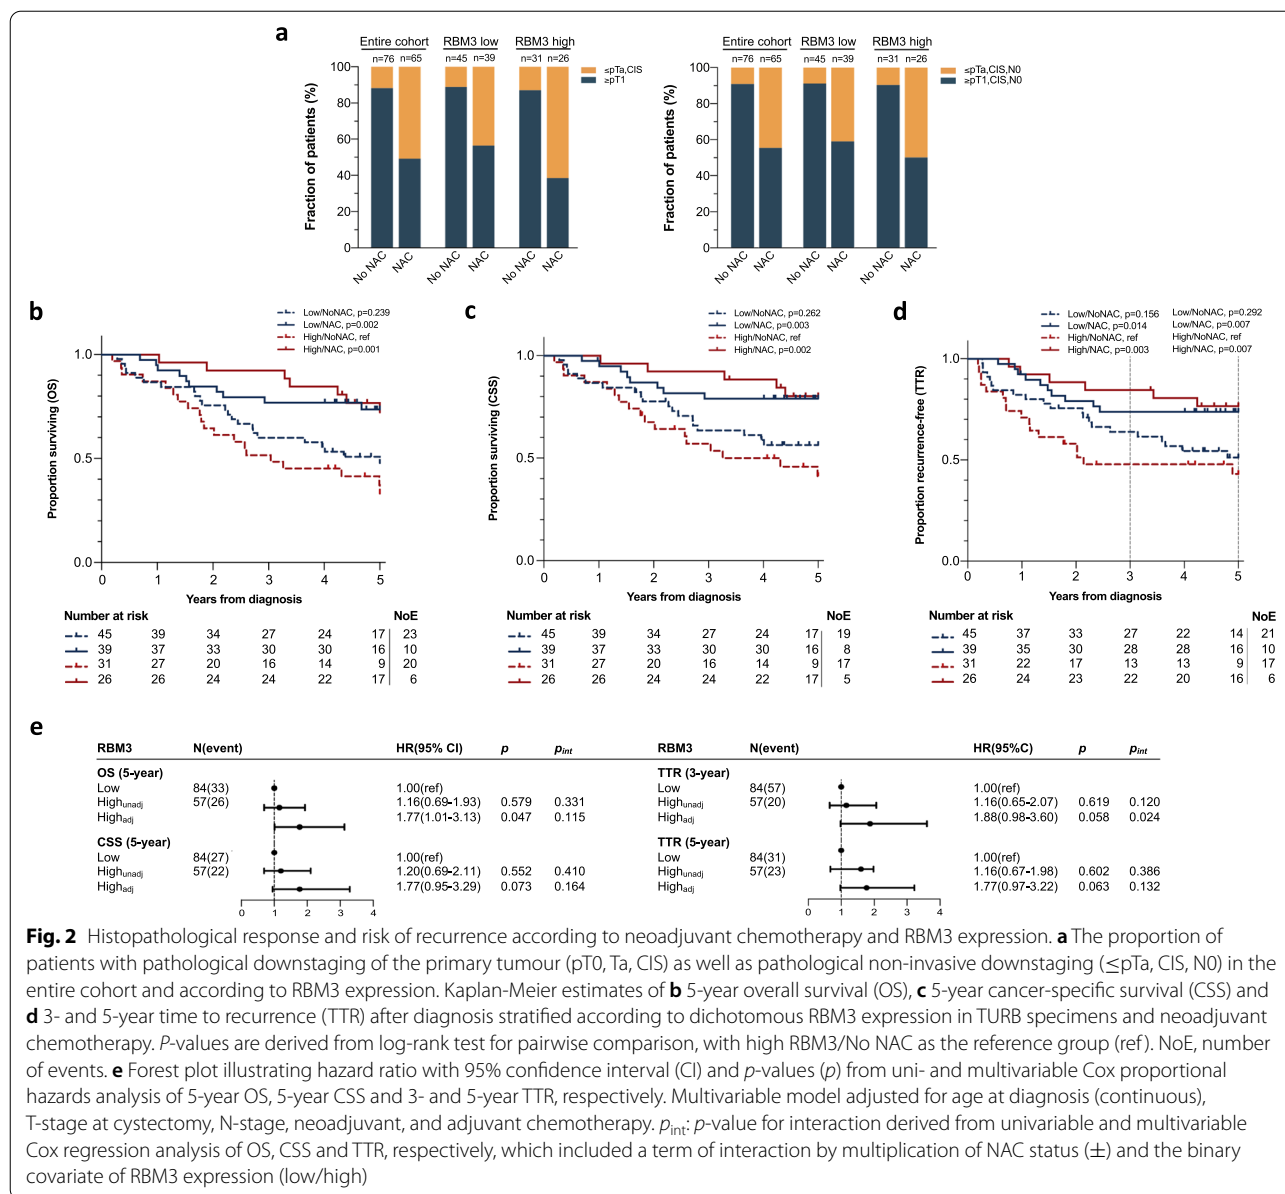 a
Entire cohort RBM3 low RBM3 high
n=76 n=65 n=45 n=39 n=31 n=26
≤pTa,CIS
≥pT1
Fraction of patients (%)
100
80
60
40
20
0
No NAC NAC No NAC NAC No NAC NAC
Entire cohort RBM3 low RBM3 high
n=76 n=65 n=45 n=39 n=31 n=26
≤pTa,CIS,N0
≥pT1,CIS,N0
Fraction of patients (%)
100
80
60
40
20
0
No NAC NAC No NAC NAC No NAC NAC
b
Low/NoNAC, p=0.239
Low/NAC, p=0.002
High/NoNAC, ref
High/NAC, p=0.001
Proportion surviving (OS)
1.0
0.5
0.0
0 1 2 3 4 5
Years from diagnosis
Number at risk NoE
45 39 34 27 24 17 23
39 37 33 30 30 16 10
31 27 20 16 14 9 20
26 26 24 24 22 17 6
c
Low/NoNAC, p=0.262
Low/NAC, p=0.003
High/NoNAC, ref
High/NAC, p=0.002
Proportion surviving (CSS)
1.0
0.5
0.0
0 1 2 3 4 5
Years from diagnosis
Number at risk NoE
45 39 34 27 24 17 19
39 37 33 30 30 16 8
31 27 20 16 14 9 17
26 26 24 24 22 17 5
d
Low/NoNAC, p=0.156 Low/NoNAC, p=0.292
Low/NAC, p=0.014 Low/NAC, p=0.007
High/NoNAC, ref High/NoNAC, ref
High/NAC, p=0.003 High/NAC, p=0.007
Proportion recurrence-free (TTR)
1.0
0.5
0.0
0 1 2 3 4 5
Years from diagnosis
Number at risk NoE
45 37 33 27 22 14 21
39 35 30 28 28 16 10
31 22 17 13 13 9 17
26 24 23 22 20 16 6
e
RBM3 N(event) HR(95% CI) p pint
OS (5-year)
Low 84(33) 1.00(ref)
Highunadj 57(26) 1.16(0.69-1.93) 0.579 0.331
Highadj 1.77(1.01-3.13) 0.047 0.115
CSS (5-year)
Low 84(27) 1.00(ref)
Highunadj 57(22) 1.20(0.69-2.11) 0.552 0.410
Highadj 1.77(0.95-3.29) 0.073 0.164
0 1 2 3 4
RBM3 N(event) HR(95%C) p pint
TTR (3-year)
Low 84(57) 1.00(ref)
Highunadj 57(20) 1.16(0.65-2.07) 0.619 0.120
Highadj 1.88(0.98-3.60) 0.058 0.024
TTR (5-year)
Low 84(31) 1.00(ref)
Highunadj 57(23) 1.16(0.67-1.98) 0.602 0.386
Highadj 1.77(0.97-3.22) 0.063 0.132
0 1 2 3 4
Fig. 2 Histopathological response and risk of recurrence according to neoadjuvant chemotherapy and RBM3 expression. a The proportion of
patients with pathological downstaging of the primary tumour (pT0, Ta, CIS) as well as pathological non-invasive downstaging (≤pTa, CIS, N0) in the
entire cohort and according to RBM3 expression. Kaplan-Meier estimates of b 5-year overall survival (OS), c 5-year cancer-specific survival (CSS) and
d 3- and 5-year time to recurrence (TTR) after diagnosis stratified according to dichotomous RBM3 expression in TURB specimens and neoadjuvant
chemotherapy. P-values are derived from log-rank test for pairwise comparison, with high RBM3/No NAC as the reference group (ref). NoE, number
of events. e Forest plot illustrating hazard ratio with 95% confidence interval (CI) and p-values (p) from uni- and multivariable Cox proportional
hazards analysis of 5-year OS, 5-year CSS and 3- and 5-year TTR, respectively. Multivariable model adjusted for age at diagnosis (continuous),
T-stage at cystectomy, N-stage, neoadjuvant, and adjuvant chemotherapy. pint: p-value for interaction derived from univariable and multivariable
Cox regression analysis of OS, CSS and TTR, respectively, which included a term of interaction by multiplication of NAC status (±) and the binary
covariate of RBM3 expression (low/high)